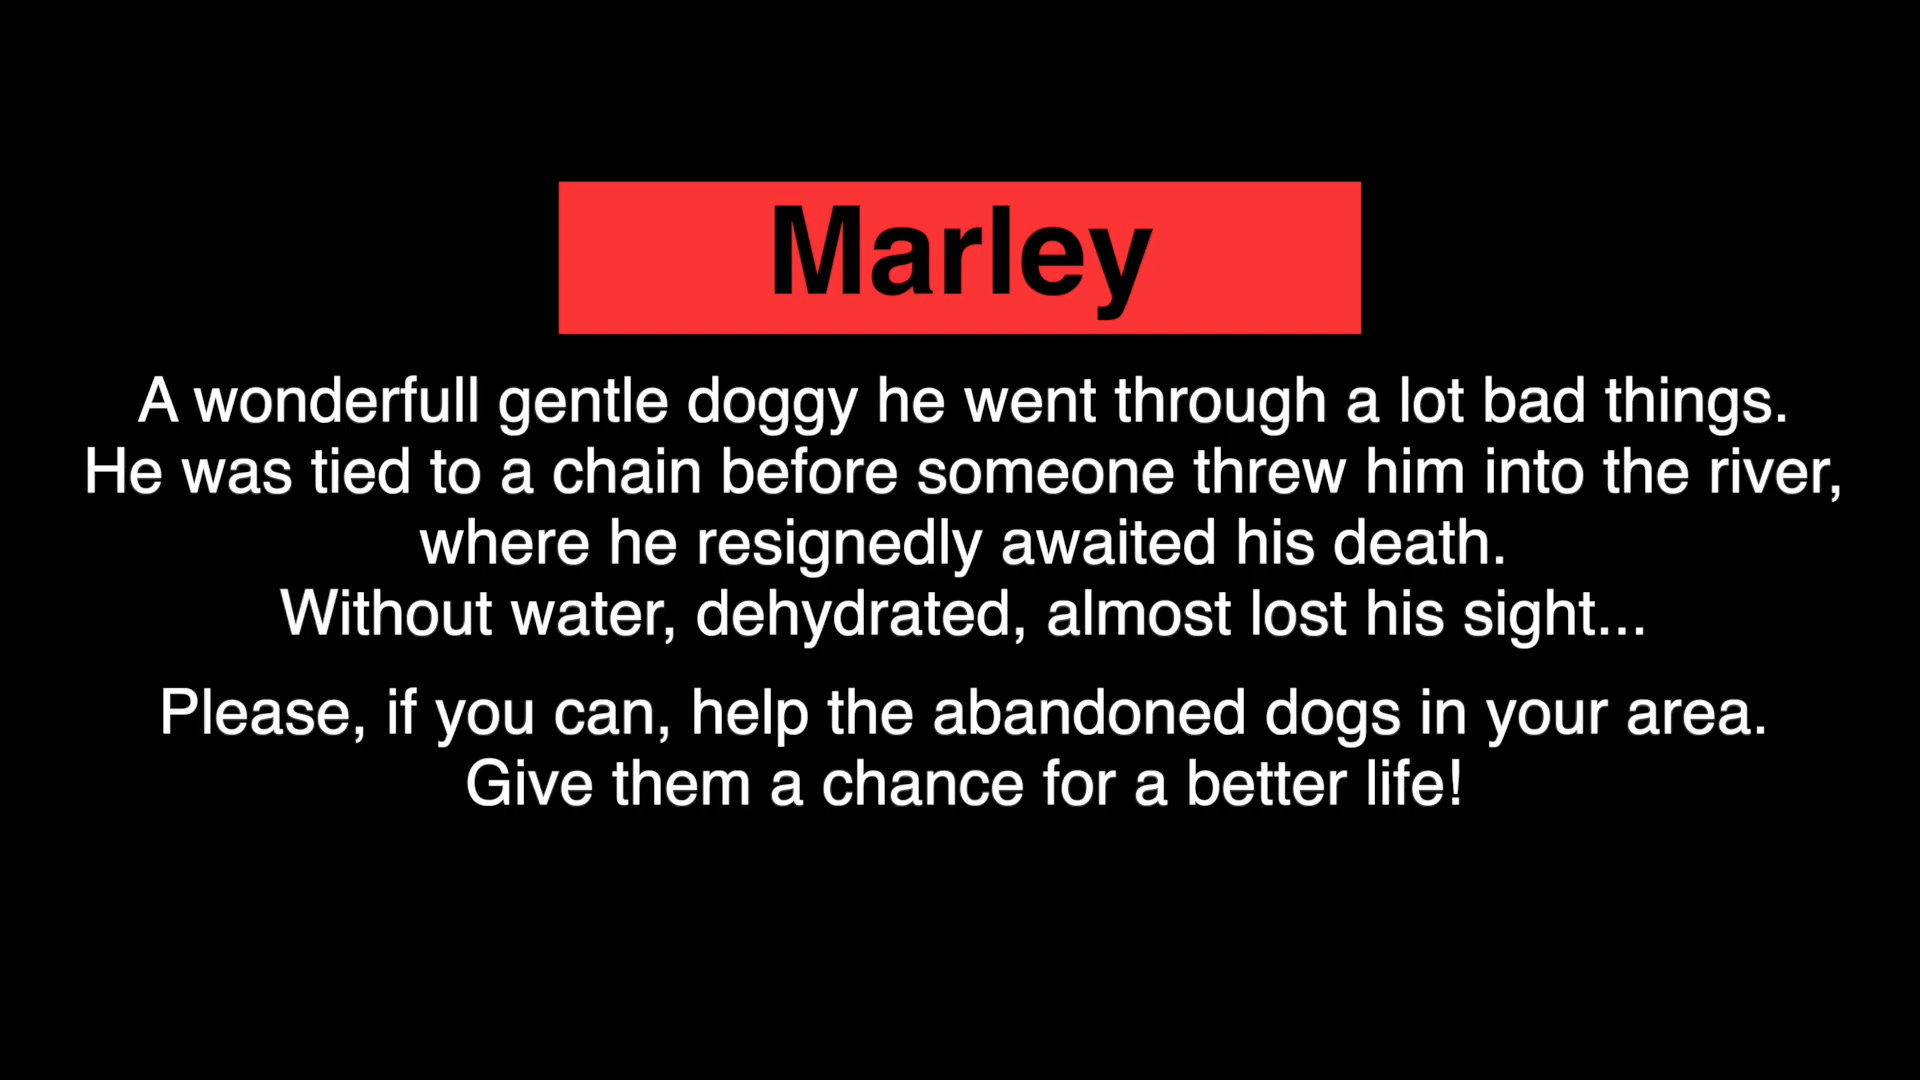 Marley
A wonderfull gentle doggy he went through a lot bad things.
He was tied to a chain before someone threw him into the river,
where he resignedly awaited his death.
Without water, dehydrated, almost lost his sight...
Please, if you can, help the abandoned dogs in your area.
Give them a chance for a better life!